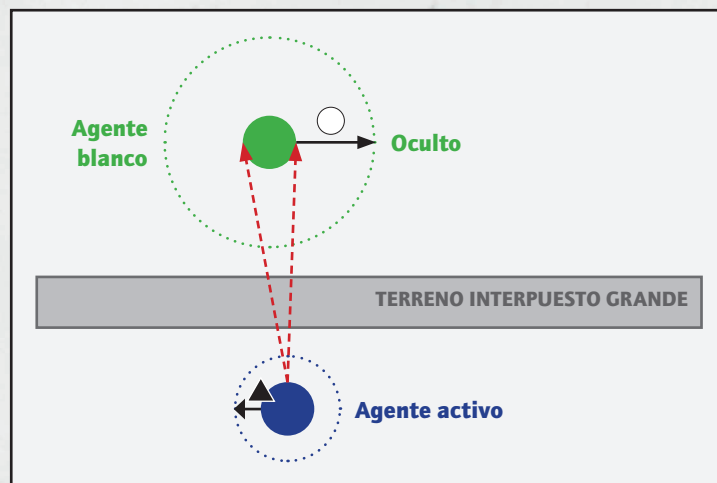 Agente
blanco
Oculto
TERRENO INTERPUESTO GRANDE
Agente activo